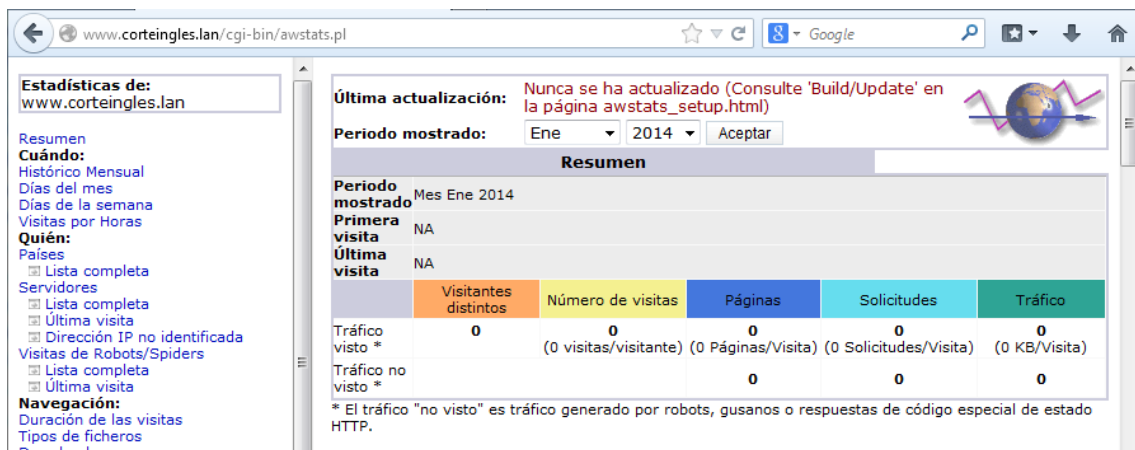 www.corteingles.lan/cgi-bin/awstats.pl
8 Google
Estadísticas de:
www.corteingles.lan
Resumen
Cuándo:
Histórico Mensual
Días del mes
Días de la semana
Visitas por Horas
Quién:
Países
Lista completa
Servidores
Lista completa
Última visita
Dirección IP no identificada
Visitas de Robots/Spiders
Lista completa
Última visita
Navegación:
Duración de las visitas
Tipos de ficheros
Última actualización: Nunca se ha actualizado (Consulte 'Build/Update' en
la página awstats_setup.html)
Periodo mostrado: Ene 2014 Aceptar
Resumen
Periodo
mostrado Mes Ene 2014
Primera
visita NA
Última
visita NA
Visitantes
distintos Número de visitas Páginas Solicitudes Tráfico
Tráfico
visto * 0 0 0 0 0
(0 visitas/visitante) (0 Páginas/Visita) (0 Solicitudes/Visita) (0 KB/Visita)
Tráfico no
visto * 0 0 0
* El tráfico "no visto" es tráfico generado por robots, gusanos o respuestas de código especial de estado
HTTP.